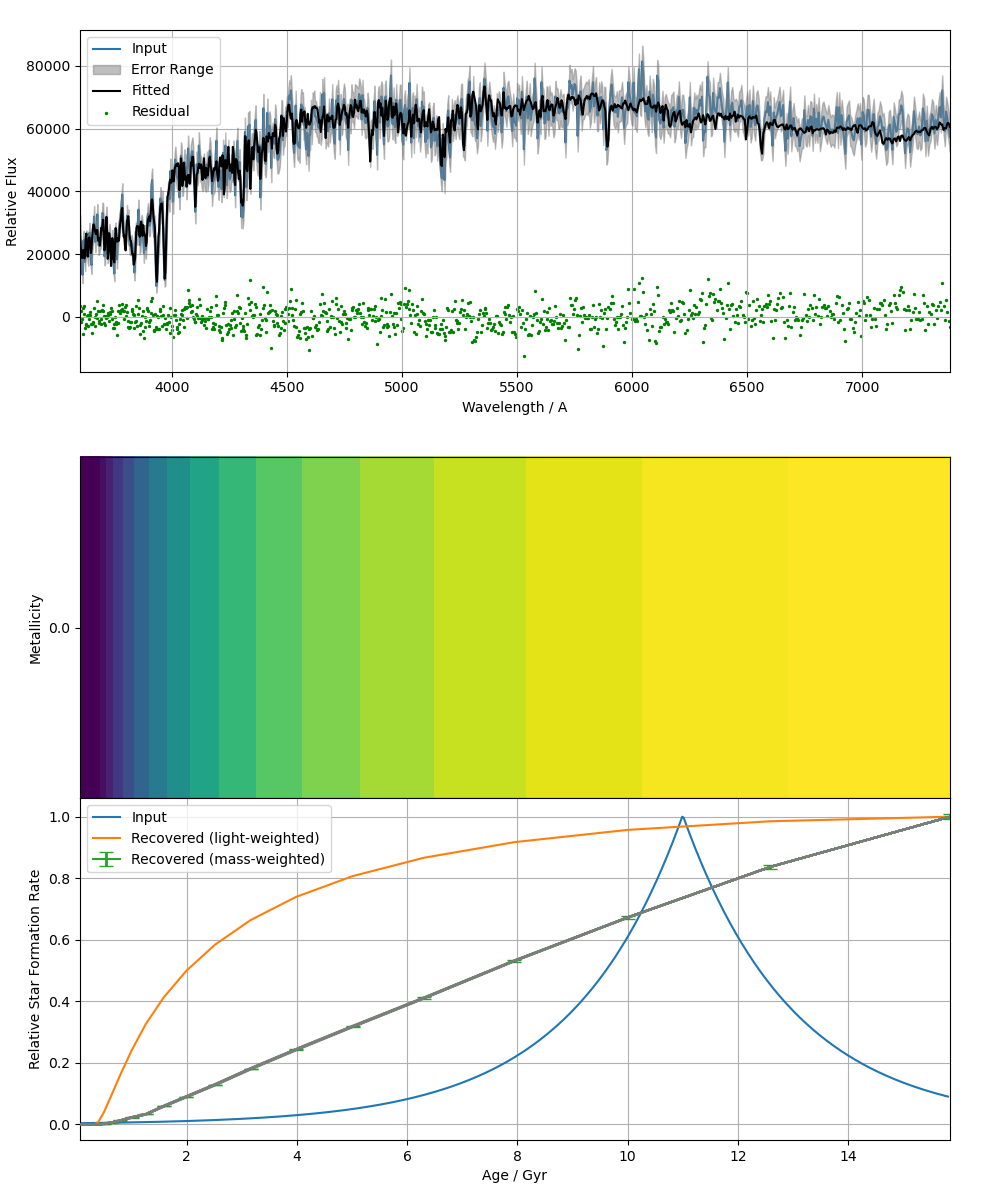 Input
Error Range
Fitted
Residual
80000
60000
40000
20000
0
Relative Flux
4000
4500
5000
5500
6000
6500
7000
Wavelength / A
0.0
Metallicity
Input
Recovered (light-weighted)
Recovered (mass-weighted)
1.0
0.8
0.6
0.4
0.2
0.0
Relative Star Formation Rate
2
4
6
8
10
12
14
Age / Gyr